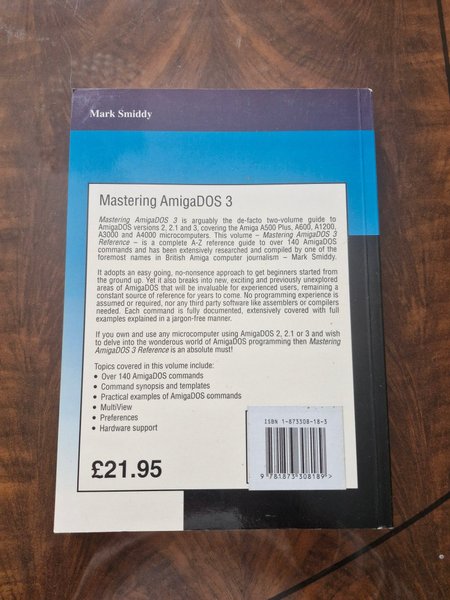 Mark Smiddy
Mastering AmigaDOS 3
Mastering AmigaDOS 3 is arguably the de-facto two-volume guide to
AmigaDOS versions 2, 2.1 and 3, covering the Amiga A500 Plus, A600, A1200,
A3000 and A4000 microcomputers. This volume – Mastering AmigaDOS 3
Reference – is a complete A-Z reference guide to over 140 AmigaDOS
commands and has been extensively researched and compiled by one of the
foremost names in British Amiga computer journalism – Mark Smiddy.
It adopts an easy going, no-nonsense approach to get beginners started from
the ground up. Yet it also breaks into new, exciting and previously unexplored
areas of AmigaDOS that will be invaluable for experienced users, remaining a
constant source of reference for years to come. No programming experience is
assumed or required, nor any third party software like assemblers or compilers
needed. Each command is fully documented, extensively covered with full
examples explained in a jargon-free manner.
If you own and use any microcomputer using AmigaDOS 2, 2.1 or 3 and wish
to delve into the wonderous world of AmigaDOS programming then Mastering
AmigaDOS 3 Reference is an absolute must!
Topics covered in this volume include:
• Over 140 AmigaDOS commands
• Command synopsis and templates
• Practical examples of AmigaDOS commands
• MultiView
• Preferences
• Hardware support
£21.95
ISBN 1-873308-18-3
9 781873 308189 >